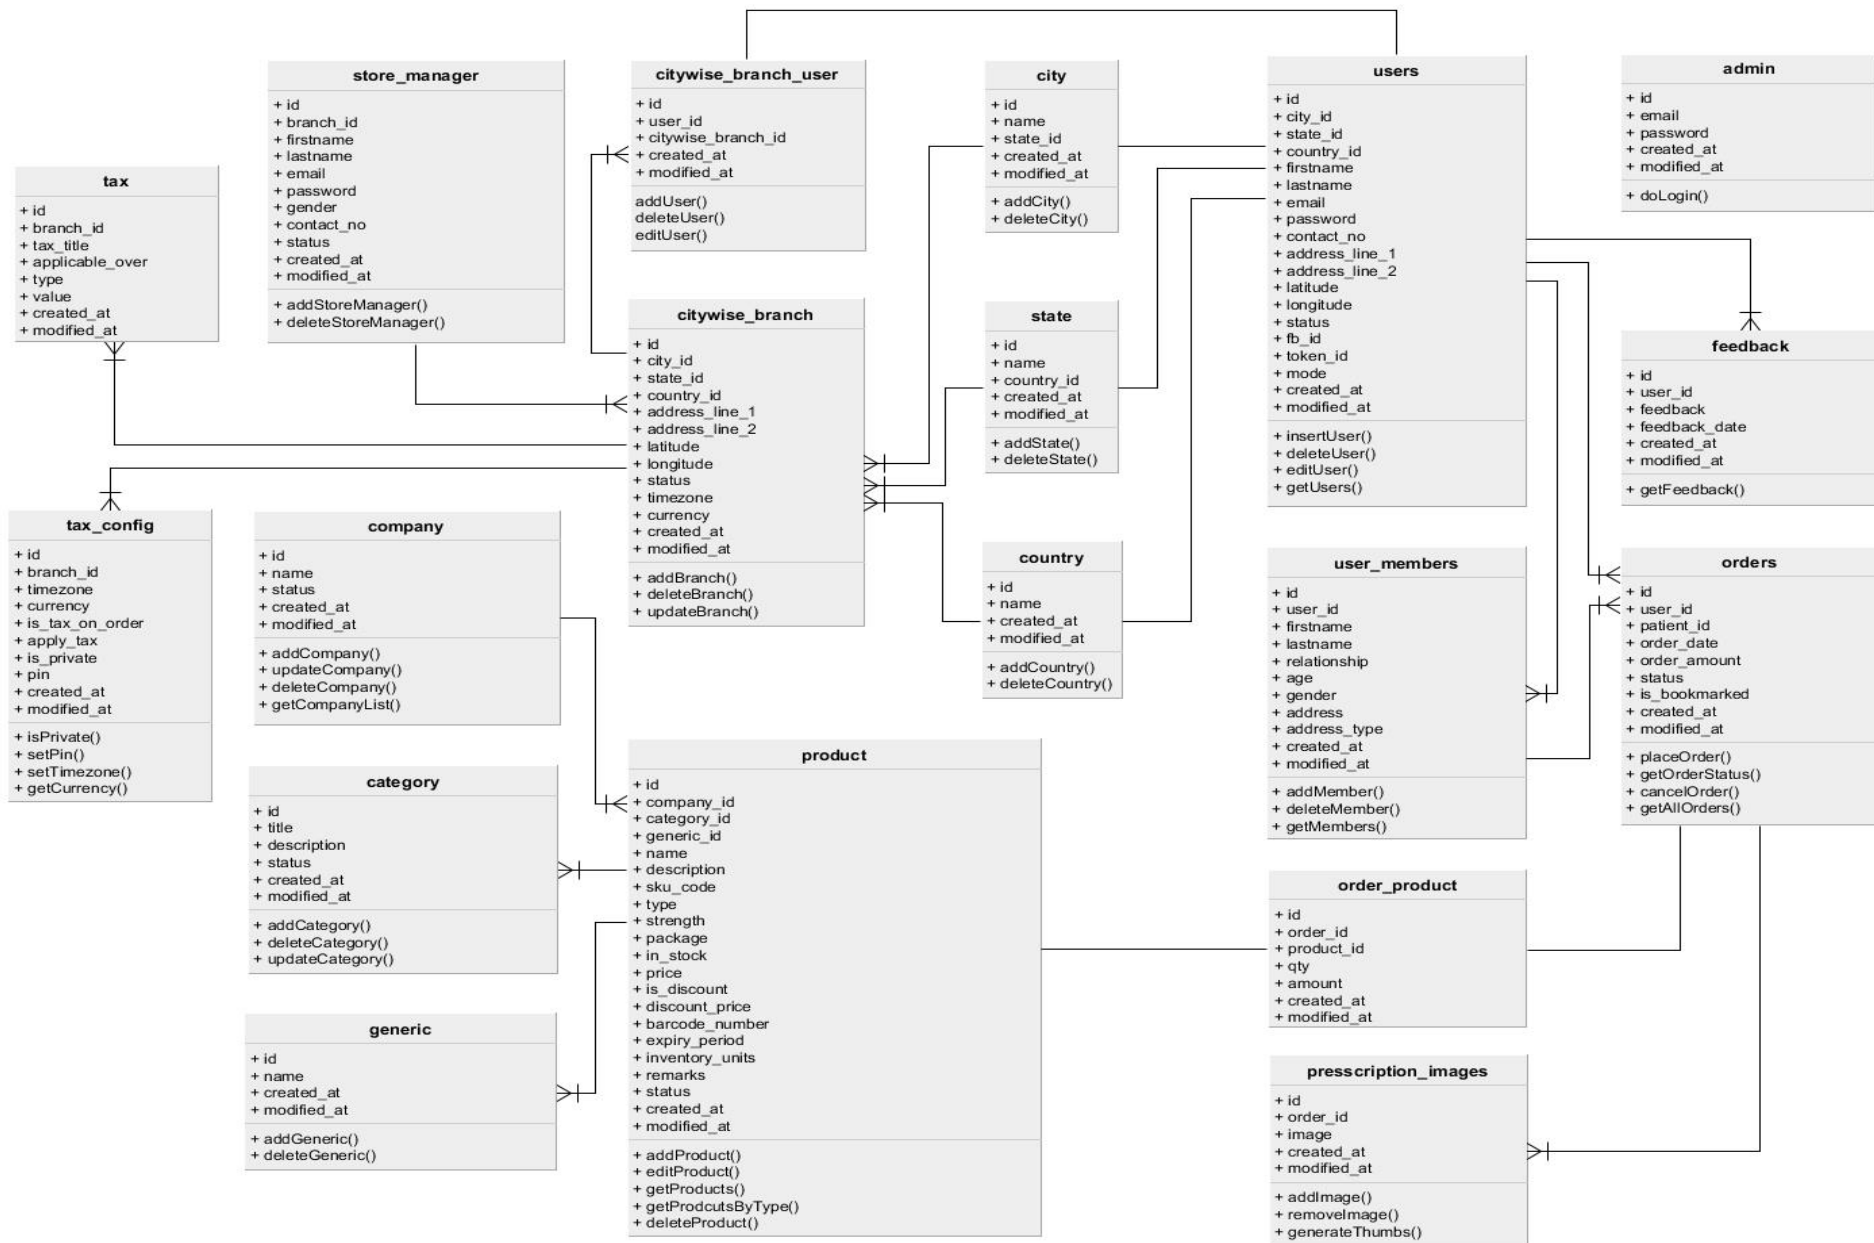 store_manager
+ id
+ branch_id
+ firstname
+ lastname
+ email
+ password
+ gender
+ contact_no
+ status
+ created_at
+ modified_at
+ addStoreManager()
+ deleteStoreManager()
citywise_branch_user
+ id
+ user_id
+ citywise_branch_id
+ created_at
+ modified_at
addUser()
deleteUser()
editUser()
city
+ id
+ name
+ state_id
+ created_at
+ modified_at
+ addCity()
+ deleteCity()
users
+ id
+ city_id
+ state_id
+ country_id
+ firstname
+ lastname
+ email
+ password
+ contact_no
+ address_line_1
+ address_line_2
+ latitude
+ longitude
+ status
+ fb_id
+ token_id
+ mode
+ created_at
+ modified_at
+ insertUser()
+ deleteUser()
+ editUser()
+ getUsers()
admin
+ id
+ email
+ password
+ created_at
+ modified_at
+ doLogin()
tax
+ id
+ branch_id
+ tax_title
+ applicable_over
+ type
+ value
+ created_at
+ modified_at
citywise_branch
+ id
+ city_id
+ state_id
+ country_id
+ address_line_1
+ address_line_2
+ latitude
+ longitude
+ status
+ timezone
+ currency
+ created_at
+ modified_at
+ addBranch()
+ deleteBranch()
+ updateBranch()
state
+ id
+ name
+ country_id
+ created_at
+ modified_at
+ addState()
+ deleteState()
feedback
+ id
+ user_id
+ feedback
+ feedback_date
+ created_at
+ modified_at
+ getFeedback()
tax_config
+ id
+ branch_id
+ timezone
+ currency
+ is_tax_on_order
+ apply_tax
+ is_private
+ pin
+ created_at
+ modified_at
+ isPrivate()
+ setPin()
+ setTimezone()
+ getCurrency()
company
+ id
+ name
+ status
+ created_at
+ modified_at
+ addCompany()
+ updateCompany()
+ deleteCompany()
+ getCompanyList()
country
+ id
+ name
+ created_at
+ modified_at
+ addCountry()
+ deleteCountry()
user_members
+ id
+ user_id
+ firstname
+ lastname
+ relationship
+ age
+ gender
+ address
+ address_type
+ created_at
+ modified_at
+ addMember()
+ deleteMember()
+ getMembers()
orders
+ id
+ user_id
+ patient_id
+ order_date
+ order_amount
+ status
+ is_bookmarked
+ created_at
+ modified_at
+ placeOrder()
+ getOrderStatus()
+ cancelOrder()
+ getAllOrders()
category
+ id
+ title
+ description
+ status
+ created_at
+ modified_at
+ addCategory()
+ deleteCategory()
+ updateCategory()
product
+ id
+ company_id
+ category_id
+ generic_id
+ name
+ description
+ sku_code
+ type
+ strength
+ package
+ in_stock
+ price
+ is_discount
+ discount_price
+ barcode_number
+ expiry_period
+ inventory_units
+ remarks
+ status
+ created_at
+ modified_at
+ addProduct()
+ editProduct()
+ getProducts()
+ getProdcutsByType()
+ deleteProduct()
order_product
+ id
+ order_id
+ product_id
+ qty
+ amount
+ created_at
+ modified_at
generic
+ id
+ name
+ created_at
+ modified_at
+ addGeneric()
+ deleteGeneric()
presscription_images
+ id
+ order_id
+ image
+ created_at
+ modified_at
+ addImage()
+ removeImage()
+ generateThumbs()